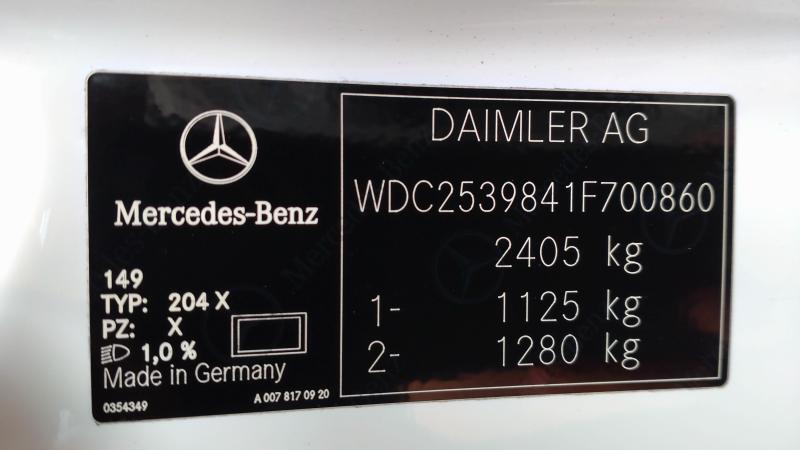 Mercedes-Benz
149
TYP: 204 X
PZ: X
1,0 %
Made in Germany
0354349
A 007 817 09 20
DAIMLER AG
WDC2539841F700860
2405 kg
1- 1125 kg
2- 1280 kg